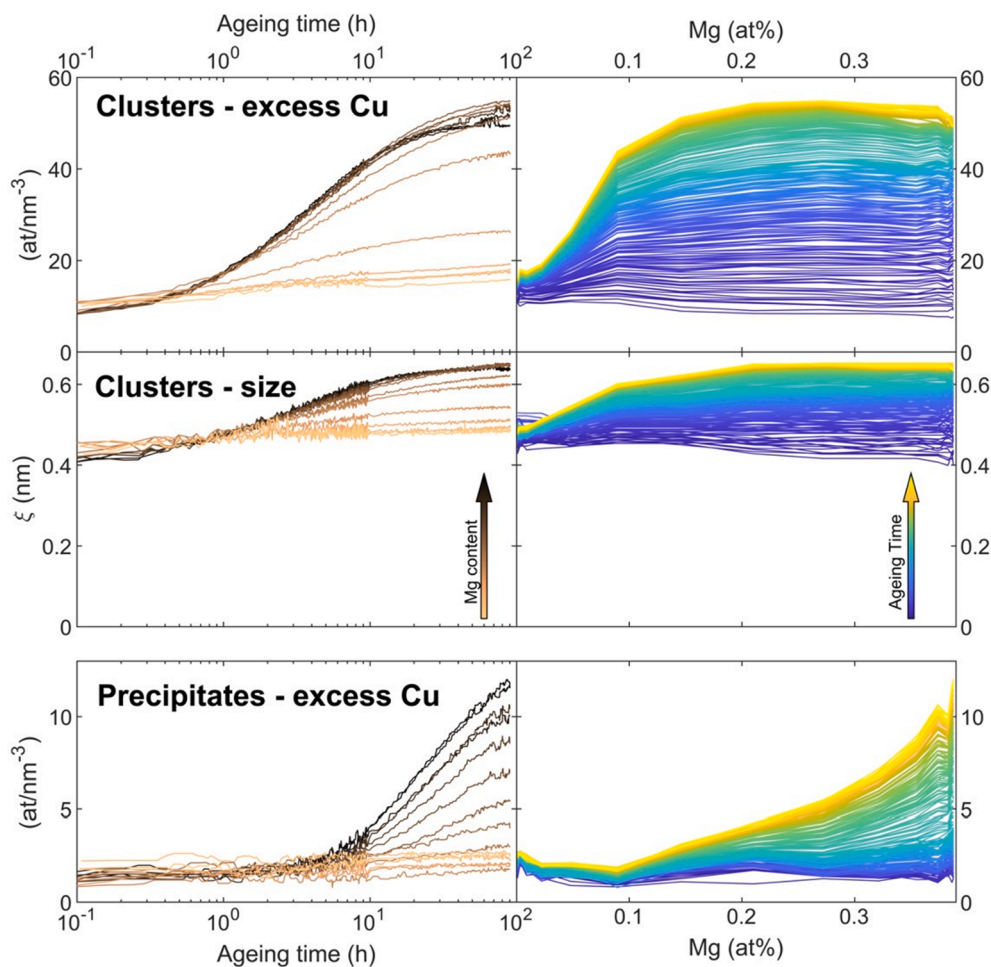 Ageing time (h)
Mg (at%)
10^-1 10^0 10^1 10^2 0.1 0.2 0.3
60 Clusters - excess Cu 60
40 40
20 20
0 0
(at/nm^-3)
Clusters - size
0.6 0.6
0.4 0.4
0.2 0.2
0 0
ξ (nm)
Mg content
Ageing Time
Precipitates - excess Cu
10 10
5 5
0 0
(at/nm^-3)
10^-1 10^0 10^1 10^2 0.1 0.2 0.3
Ageing time (h)
Mg (at%)